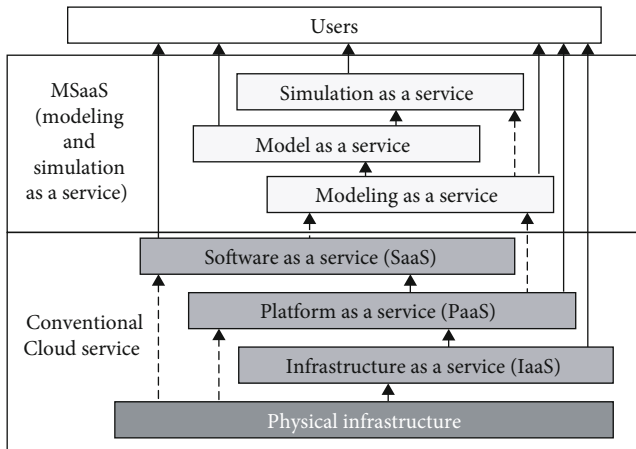 Users
MSaaS
(modeling
and
simulation
as a service)
Simulation as a service
Model as a service
Modeling as a service
Conventional
Cloud service
Software as a service (SaaS)
Platform as a service (PaaS)
Infrastructure as a service (IaaS)
Physical infrastructure